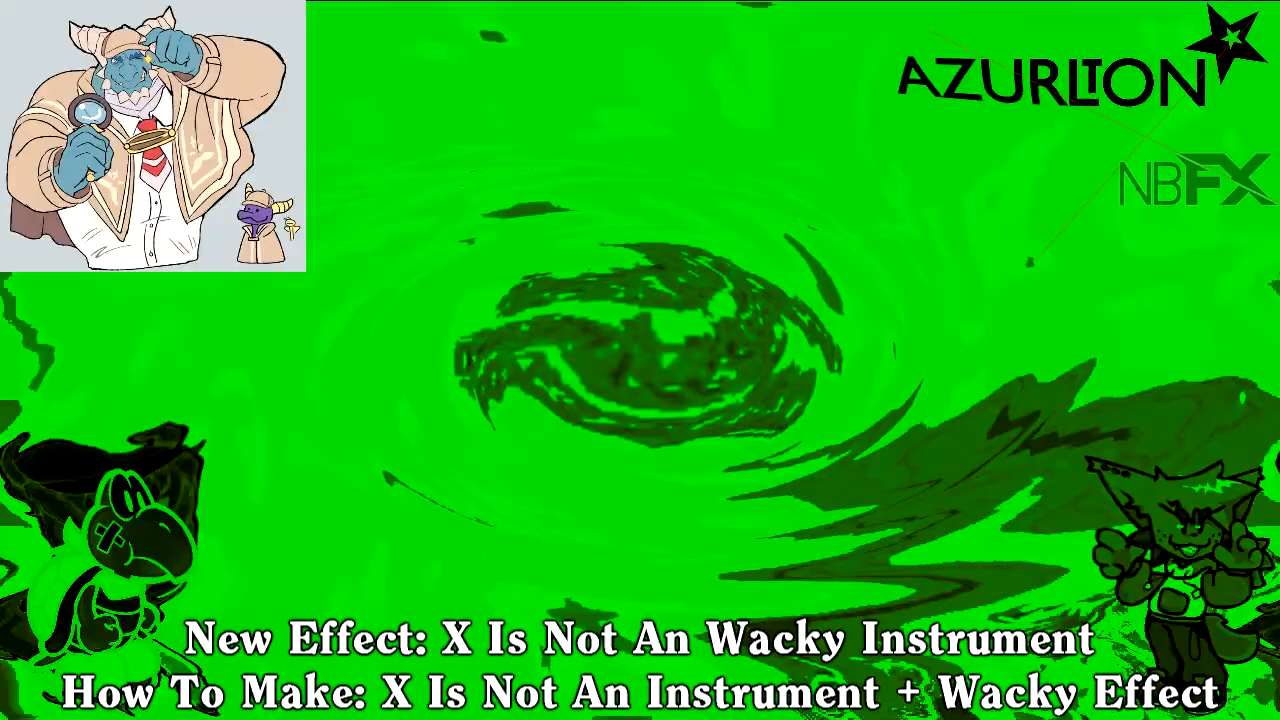 AZURLION
NBFX
New Effect: X Is Not An Wacky Instrument
How To Make: X Is Not An Instrument + Wacky Effect